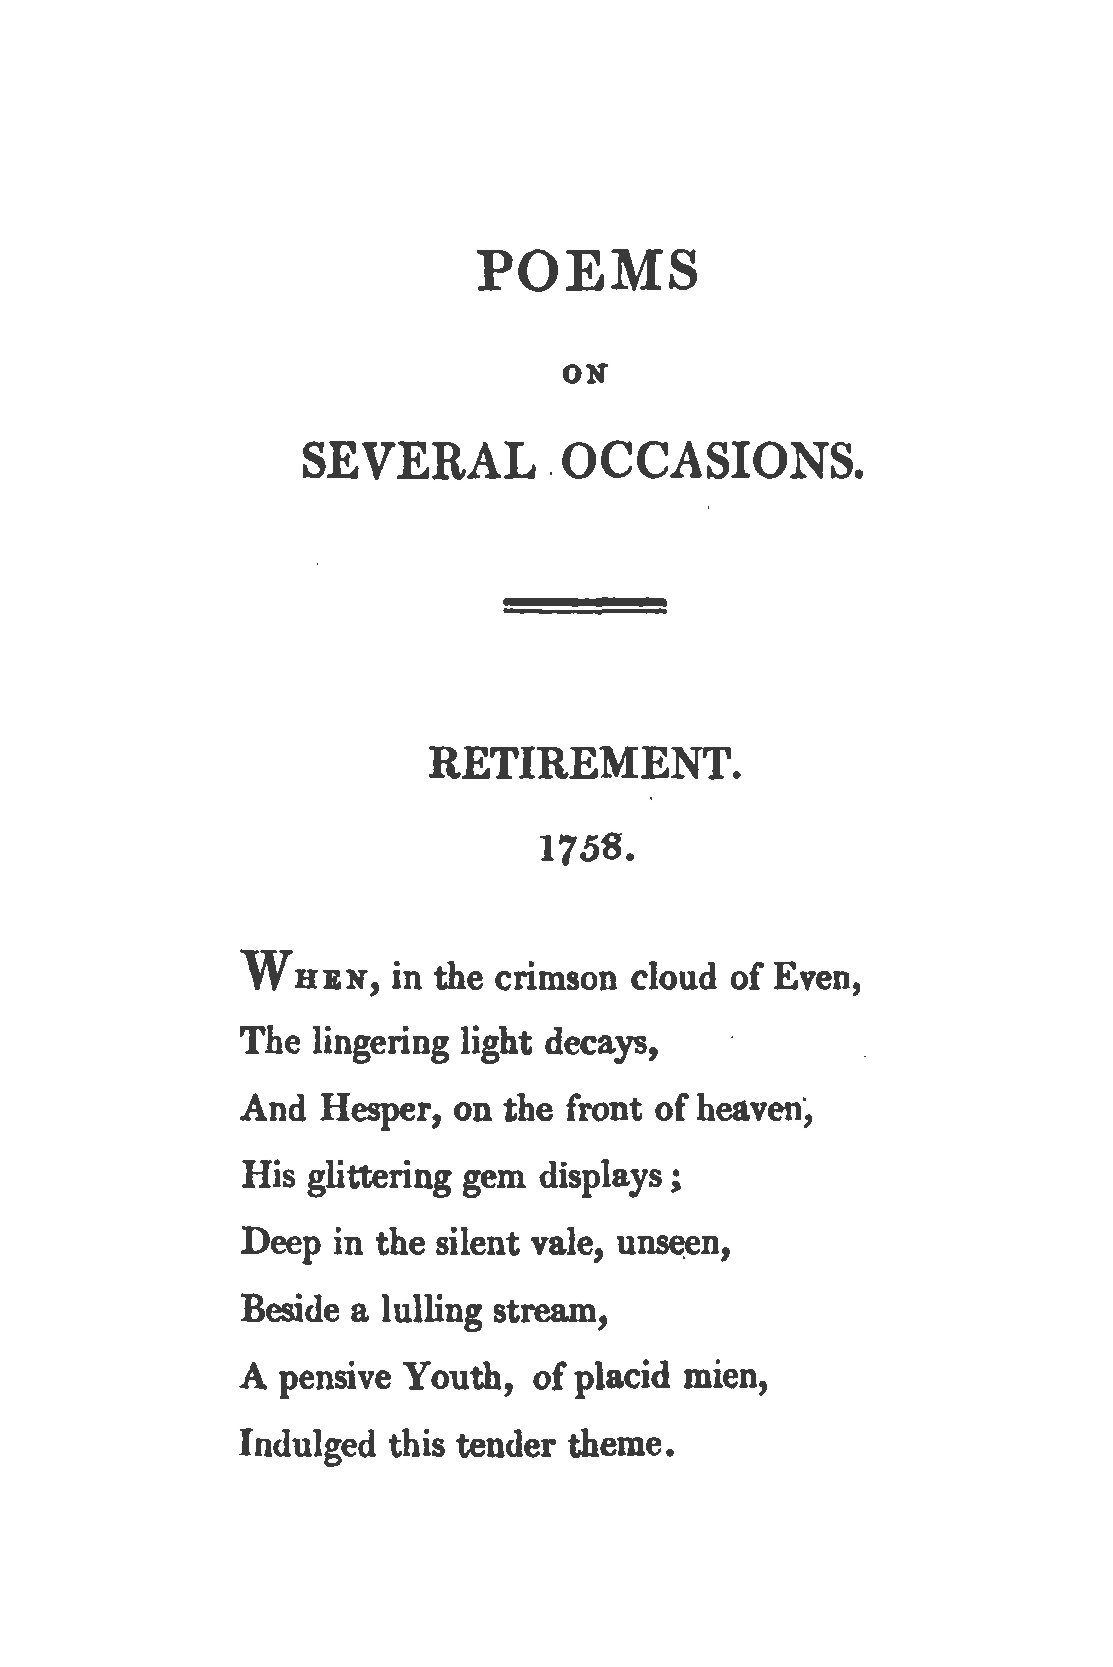 POEMS
ON
SEVERAL OCCASIONS.
RETIREMENT.
1758.
WHEN, in the crimson cloud of Even,
The lingering light decays,
And Hesper, on the front of heaven,
His glittering gem displays;
Deep in the silent vale, unseen,
Beside a lulling stream,
A pensive Youth, of placid mien,
Indulged this tender theme.